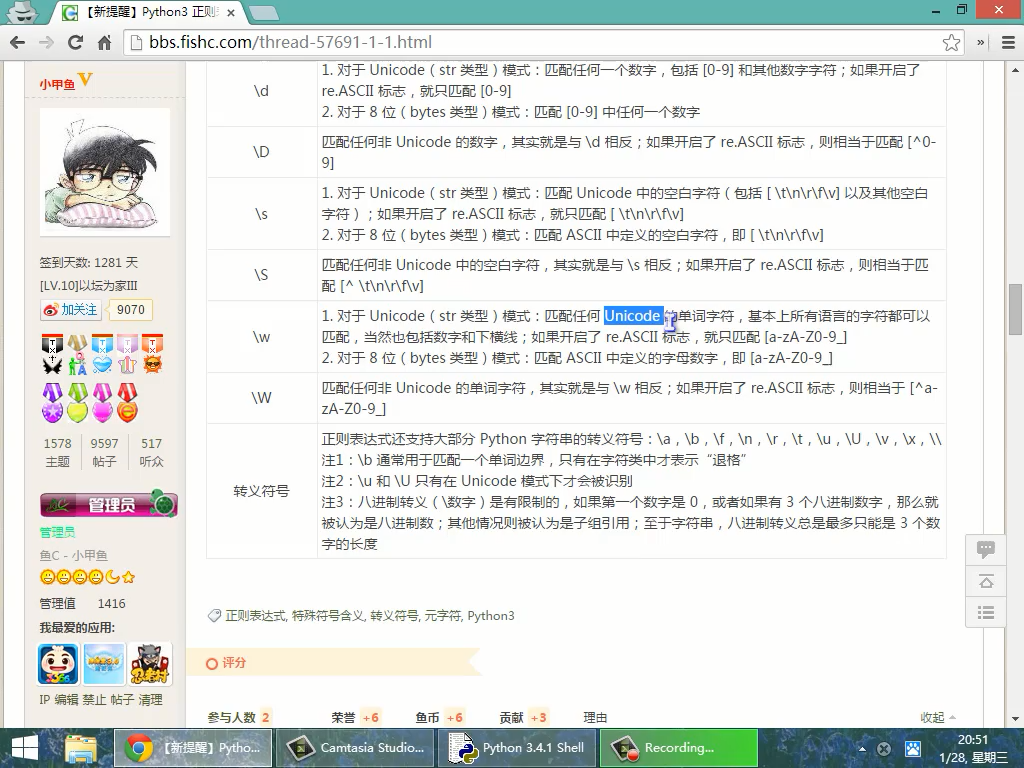 【新提醒】Python3 正则
bbs.fishc.com/thread-57691-1-1.html
小甲鱼
签到天数: 1281 天
[LV.10]以坛为家III
加关注 9070
1578 9597 517
主题 帖子 听众
管理员
管理员
鱼C - 小甲鱼
管理值 1416
我最爱的应用:
IP 编辑 禁止 帖子 清理
\d
1. 对于 Unicode（str 类型）模式：匹配任何一个数字，包括 [0-9] 和其他数字字符；如果开启了
re.ASCII 标志，就只匹配 [0-9]
2. 对于 8 位（bytes 类型）模式：匹配 [0-9] 中任何一个数字
\D
匹配任何非 Unicode 的数字，其实就是与 \d 相反；如果开启了 re.ASCII 标志，则相当于匹配 [^0-
9]
\s
1. 对于 Unicode（str 类型）模式：匹配 Unicode 中的空白字符（包括 [ \t\n\r\f\v] 以及其他空白
字符）；如果开启了 re.ASCII 标志，就只匹配 [ \t\n\r\f\v]
2. 对于 8 位（bytes 类型）模式：匹配 ASCII 中定义的空白字符，即 [ \t\n\r\f\v]
\S
匹配任何非 Unicode 中的空白字符，其实就是与 \s 相反；如果开启了 re.ASCII 标志，则相当于匹
配 [^ \t\n\r\f\v]
\w
1. 对于 Unicode（str 类型）模式：匹配任何 Unicode 的单词字符，基本上所有语言的字符都可以
匹配，当然也包括数字和下横线；如果开启了 re.ASCII 标志，就只匹配 [a-zA-Z0-9_]
2. 对于 8 位（bytes 类型）模式：匹配 ASCII 中定义的字母数字，即 [a-zA-Z0-9_]
\W
匹配任何非 Unicode 的单词字符，其实就是与 \w 相反；如果开启了 re.ASCII 标志，则相当于 [^a-
zA-Z0-9_]
转义符号
正则表达式还支持大部分 Python 字符串的转义符号：\a，\b，\f，\n，\r，\t，\u，\U，\v，\x，\\
注1：\b 通常用于匹配一个单词边界，只有在字符类中才表示“退格”
注2：\u 和 \U 只有在 Unicode 模式下才会被识别
注3：八进制转义（\数字）是有限制的，如果第一个数字是 0，或者如果有 3 个八进制数字，那么就
被认为是八进制数；其他情况则被认为是子组引用；至于字符串，八进制转义总是最多只能是 3 个数
字的长度
正则表达式, 特殊符号含义, 转义符号, 元字符, Python3
评分
参与人数 2 荣誉 +6 鱼币 +6 贡献 +3 理由 收起
【新提醒】Pytho... Camtasia Studio... Python 3.4.1 Shell Recording...
20:51
1/28, 星期三